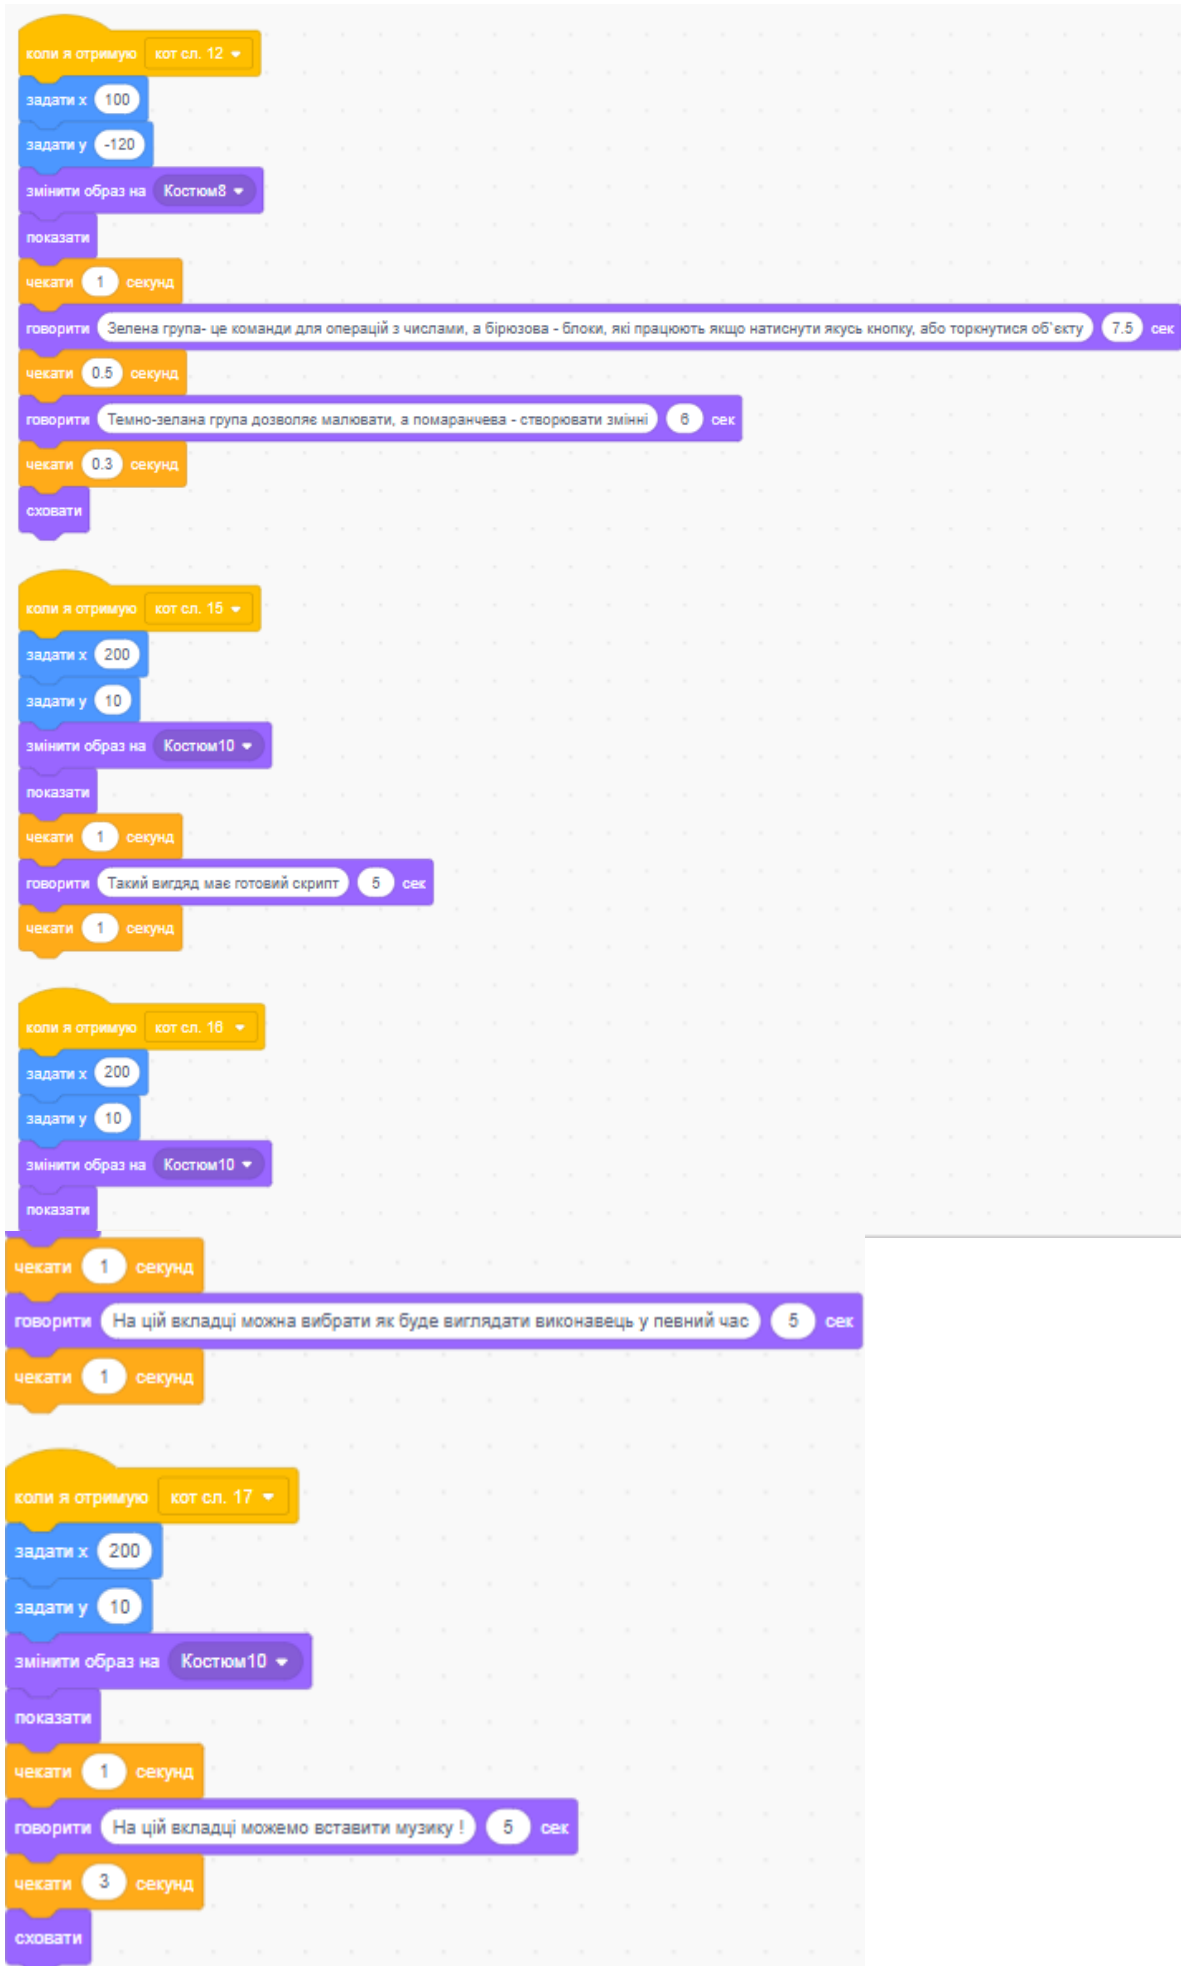 коли я отримую кот сл. 12
задати x 100
задати y -120
змінити образ на Костюм8
показати
чекати 1 секунд
говорити Зелена група- це команди для операцій з числами, а бірюзова - блоки, які працюють якщо натиснути якусь кнопку, або торкнутися об`єкту 7.5 сек
чекати 0.5 секунд
говорити Темно-зелана група дозволяє малювати, а помаранчева - створювати змінні 6 сек
чекати 0.3 секунд
сховати
коли я отримую кот сл. 15
задати x 200
задати y 10
змінити образ на Костюм10
показати
чекати 1 секунд
говорити Такий вигдяд має готовий скрипт 5 сек
чекати 1 секунд
коли я отримую кот сл. 16
задати x 200
задати y 10
змінити образ на Костюм10
показати
чекати 1 секунд
говорити На цій вкладці можна вибрати як буде виглядати виконавець у певний час 5 сек
чекати 1 секунд
коли я отримую кот сл. 17
задати x 200
задати y 10
змінити образ на Костюм10
показати
чекати 1 секунд
говорити На цій вкладці можемо вставити музику ! 5 сек
чекати 3 секунд
сховати